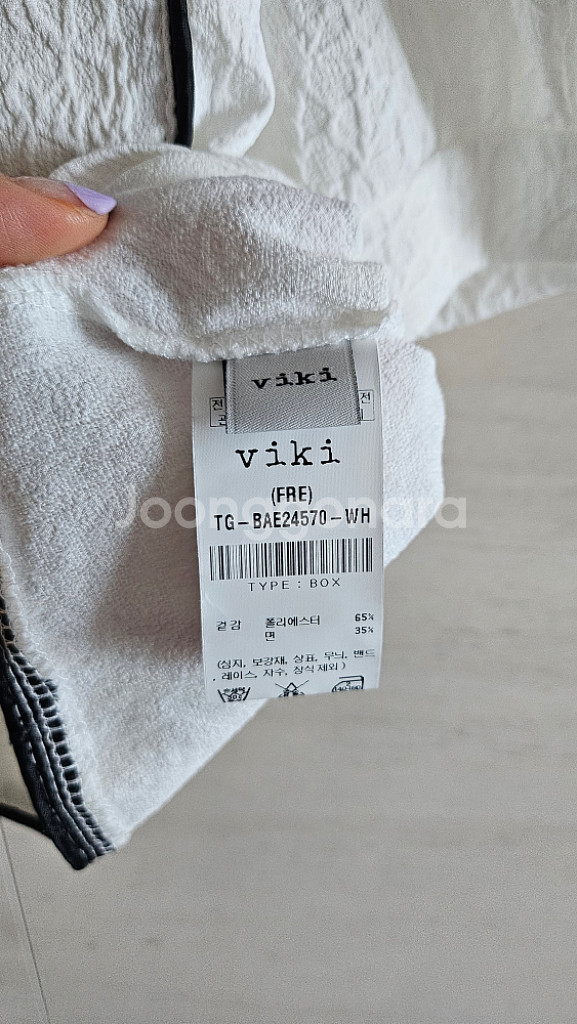 viki
전
전
viki
(FRE)
Joonggonara
TG-BAE24570-WH
TYPE : BOX
겉감 폴리에스터 65%
면 35%
(심지, 보강재, 상표, 무늬, 밴드
, 레이스, 자수, 장식제외)